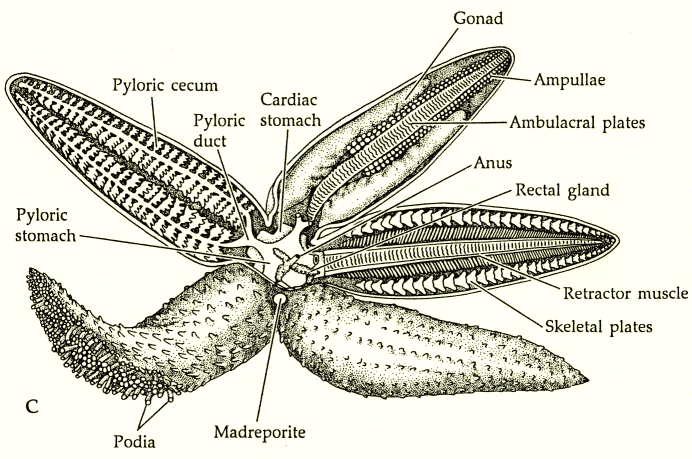 Gonad
Pyloric cecum
Cardiac
stomach
Ampullae
Pyloric
duct
Ambulacral plates
Anus
Rectal gland
Pyloric
stomach
Retractor muscle
Skeletal plates
C
Podia
Madreporite